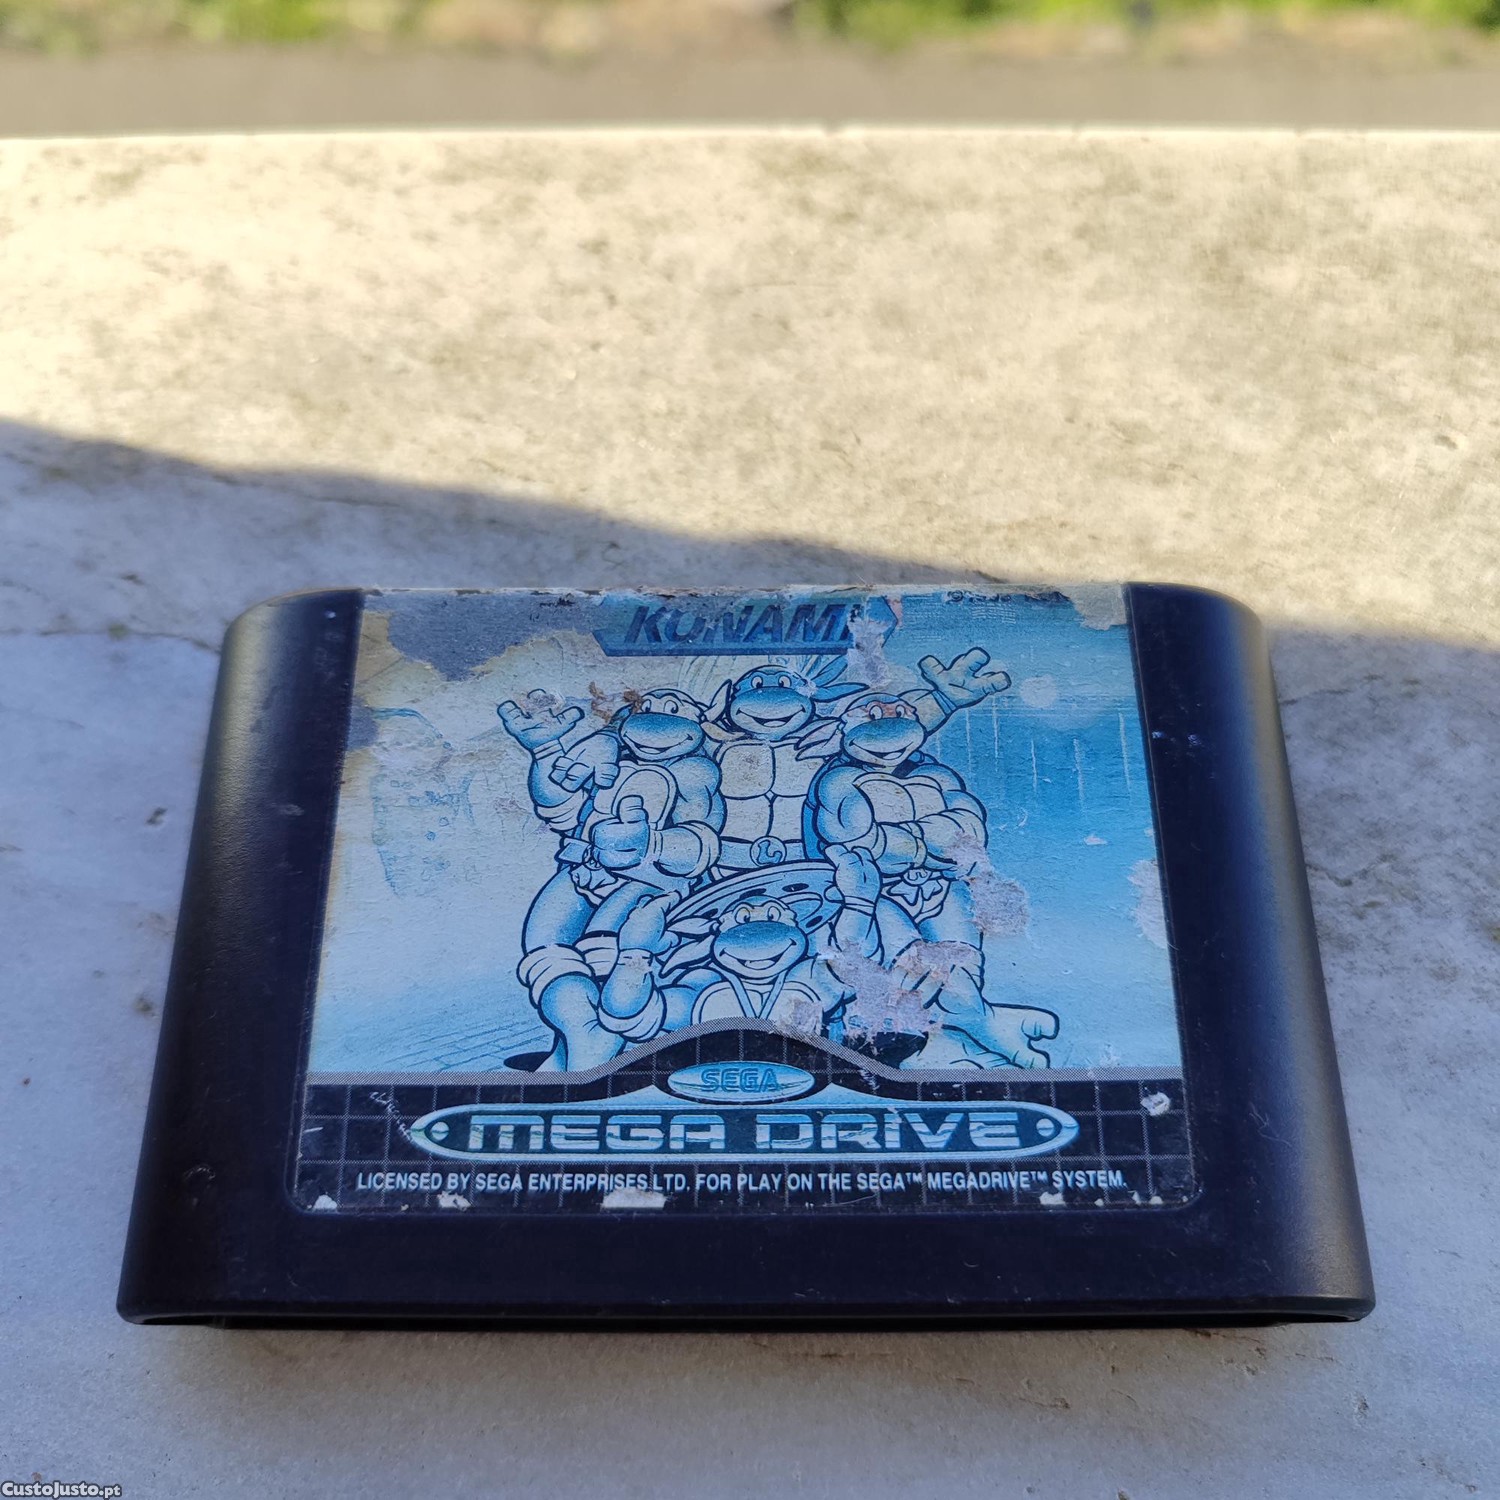 KONAMI
L
SEGA
MEGA DRIVE
LICENSED BY SEGA ENTERPRISES LTD. FOR PLAY ON THE SEGA™ MEGADRIVE™ SYSTEM.
CustoJusto.pt